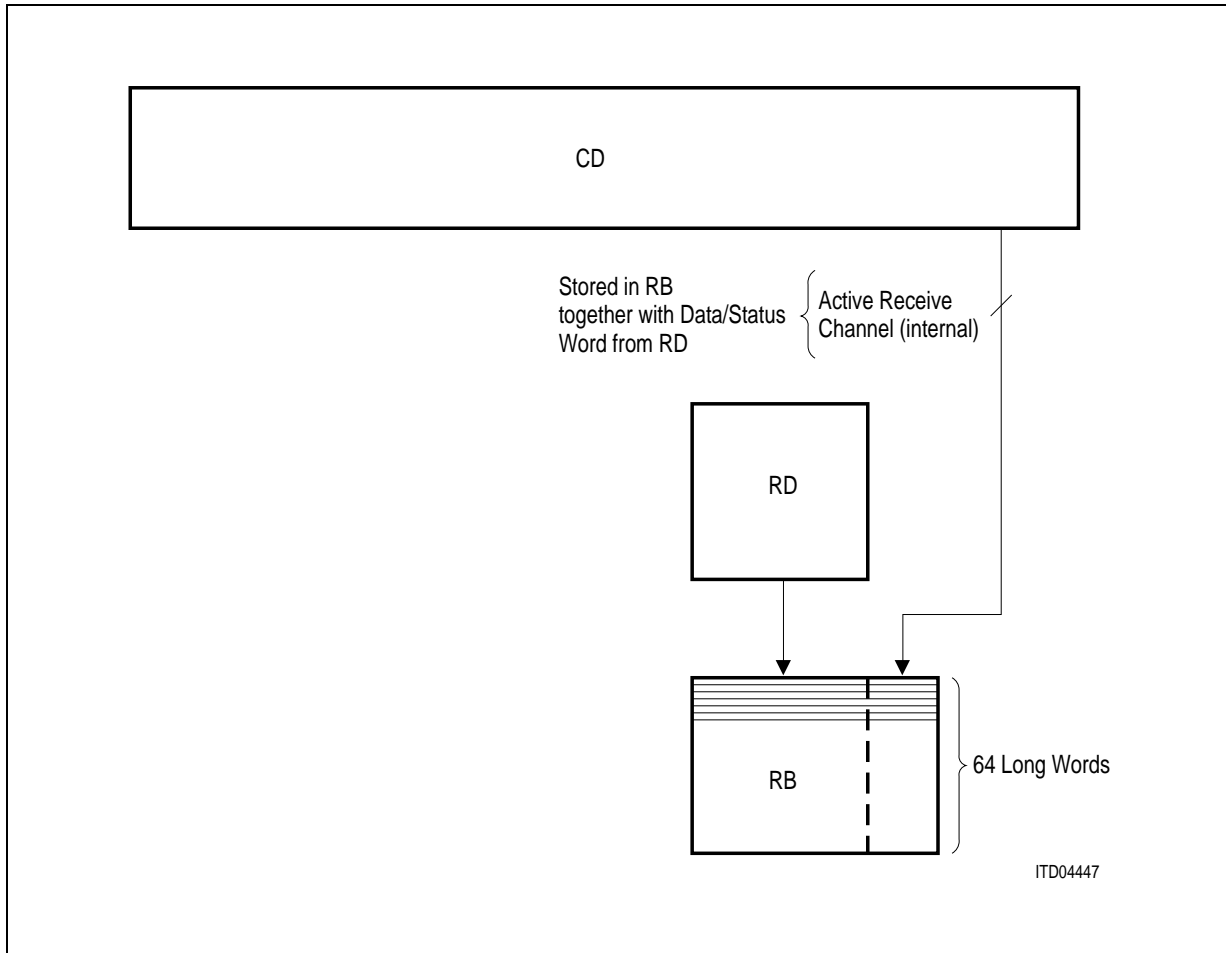 CD
Stored in RB
together with Data/Status
Word from RD
Active Receive
Channel (internal)
RD
RB
64 Long Words
ITD04447